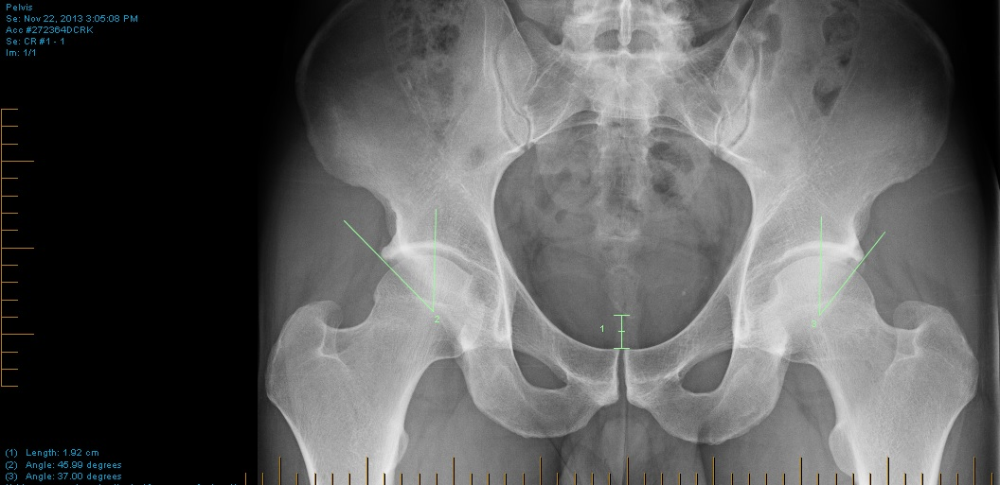 Pelvis
Se: Nov 22, 2013 3:05:08 PM
Acc #272364DCRK
Se: CR #1 - 1
Im: 1/1
1
2
3
(1) Length: 1.92 cm
(2) Angle: 45.99 degrees
(3) Angle: 37.00 degrees